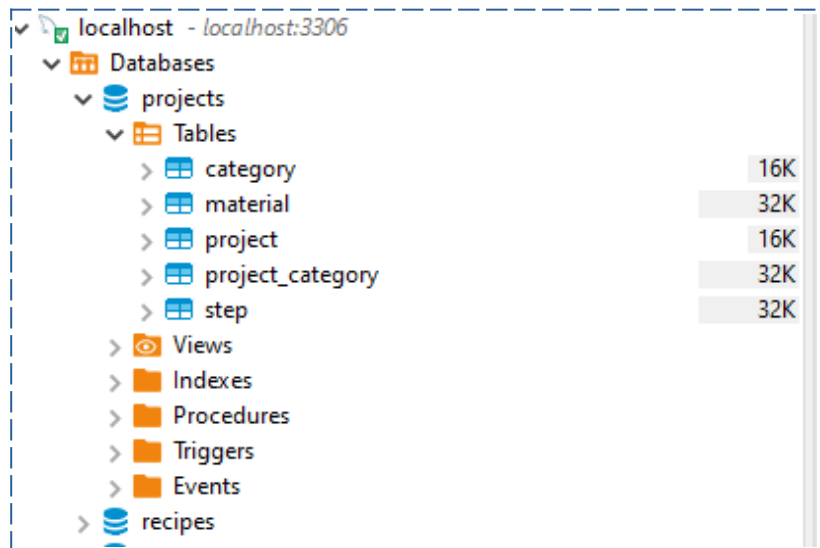 localhost - localhost:3306
Databases
projects
Tables
category 16K
material 32K
project 16K
project_category 32K
step 32K
Views
Indexes
Procedures
Triggers
Events
recipes